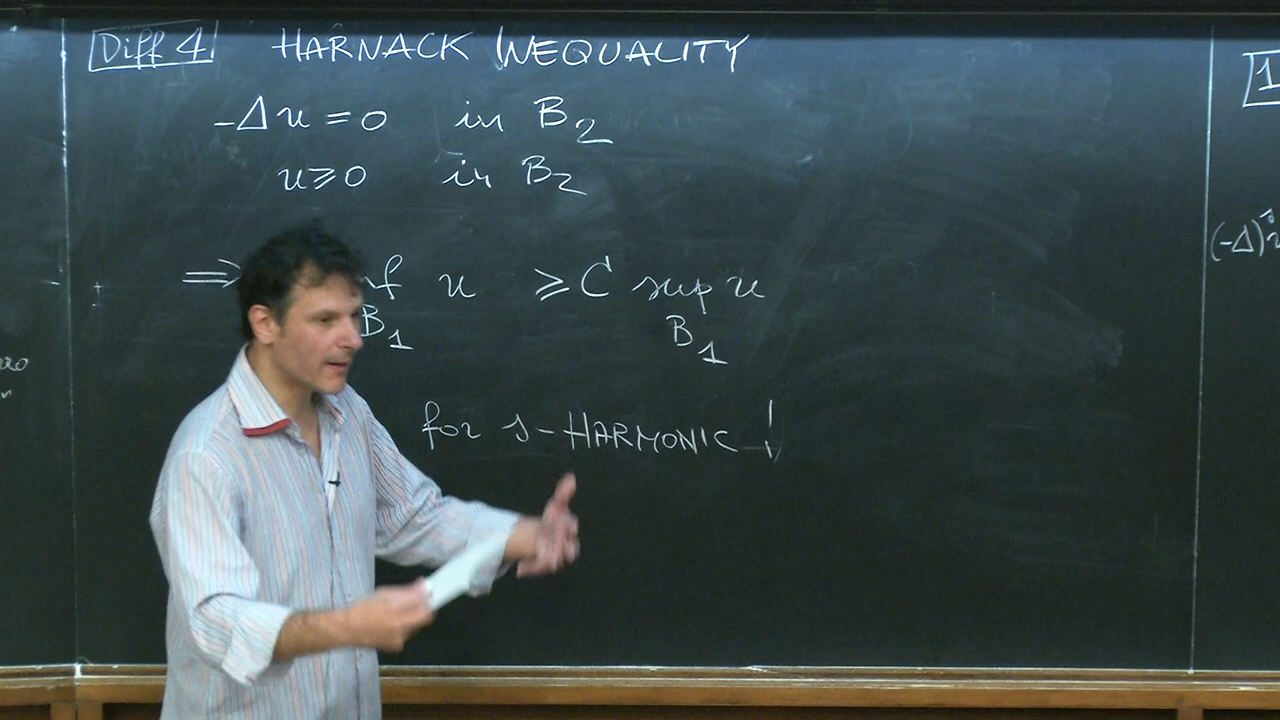 Diff 4 HARNACK INEQUALITY
-Δu = 0 in B₂
u ⩾ 0 in B₂
⇒ u ⩾ C sup u
B₁ B₁
for s-HARMONIC!
1
(-Δ)ˢ